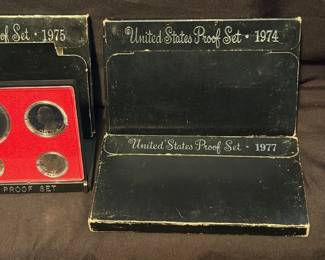 of Set • 1975
United States Proof Set • 1974
United States Proof Set • 1977
PROOF SET